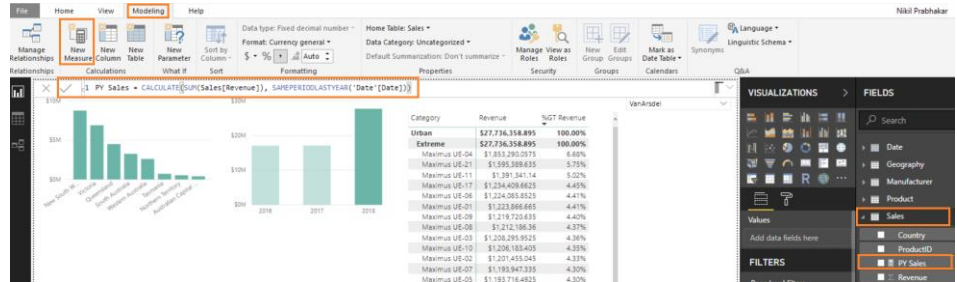 File Home View Modeling Help Nikil Prabhakar
Manage Relationships
New Measure
New Column
New Table
New Parameter
Sort by Column
Data type: Fixed decimal number
Format: Currency general
$ % , Auto
Home Table: Sales
Data Category: Uncategorized
Default Summarization: Don't summarize
Manage Roles
View as Roles
New Group
Edit Groups
Mark as Date Table
Synonyms
Language
Linguistic Schema
Relationships Calculations What If Sort Formatting Properties Security Groups Calendars Q&A
1 PY Sales = CALCULATE(SUM(Sales[Revenue]), SAMEPERIODLASTYEAR('Date'[Date]))
$10M
$5M
$0M
New South W...
Victoria
Queensland
South Australia
Western Australia
Tasmania
Northern Territory
Australian Capital ...
$30M
$20M
$10M
$0M
2016 2017 2018
Category Revenue %GT Revenue
Urban $27,736,358.895 100.00%
Extreme $27,736,358.895 100.00%
Maximus UE-04 $1,853,290.0575 6.68%
Maximus UE-21 $1,595,389.635 5.75%
Maximus UE-11 $1,391,341.14 5.02%
Maximus UE-17 $1,234,409.6625 4.45%
Maximus UE-06 $1,224,085.8525 4.41%
Maximus UE-01 $1,223,866.665 4.41%
Maximus UE-09 $1,219,720.635 4.40%
Maximus UE-08 $1,212,186.36 4.37%
Maximus UE-03 $1,208,295.9525 4.36%
Maximus UE-10 $1,206,183.405 4.35%
Maximus UE-02 $1,201,455.045 4.33%
Maximus UE-07 $1,193,947.335 4.30%
Maximus UE-05 $1,193,716.4925 4.30%
VanArsdel
VISUALIZATIONS
R
Values
Add data fields here
FILTERS
FIELDS
Search
Date
Geography
Manufacturer
Product
Sales
Country
ProductID
PY Sales
Revenue